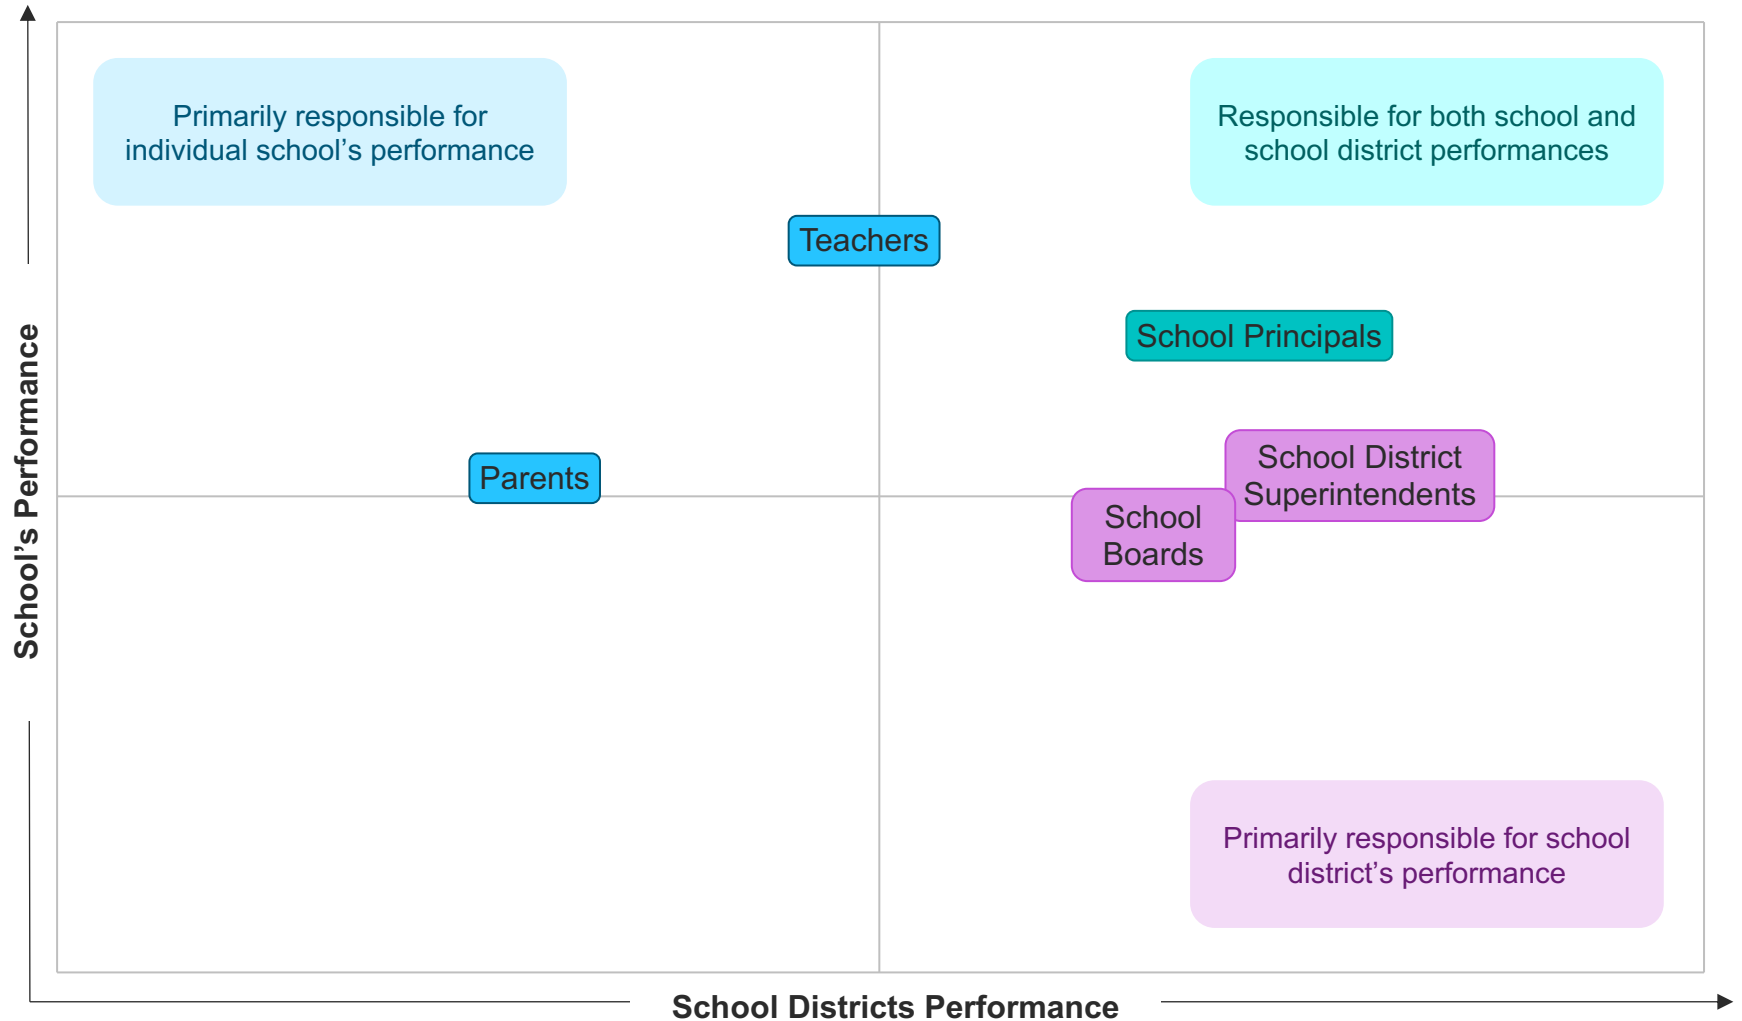 Primarily responsible for
individual school’s performance
Responsible for both school and
school district performances
Teachers
School Principals
Parents
School District
Superintendents
School
Boards
Primarily responsible for school
district’s performance
School’s Performance
School Districts Performance